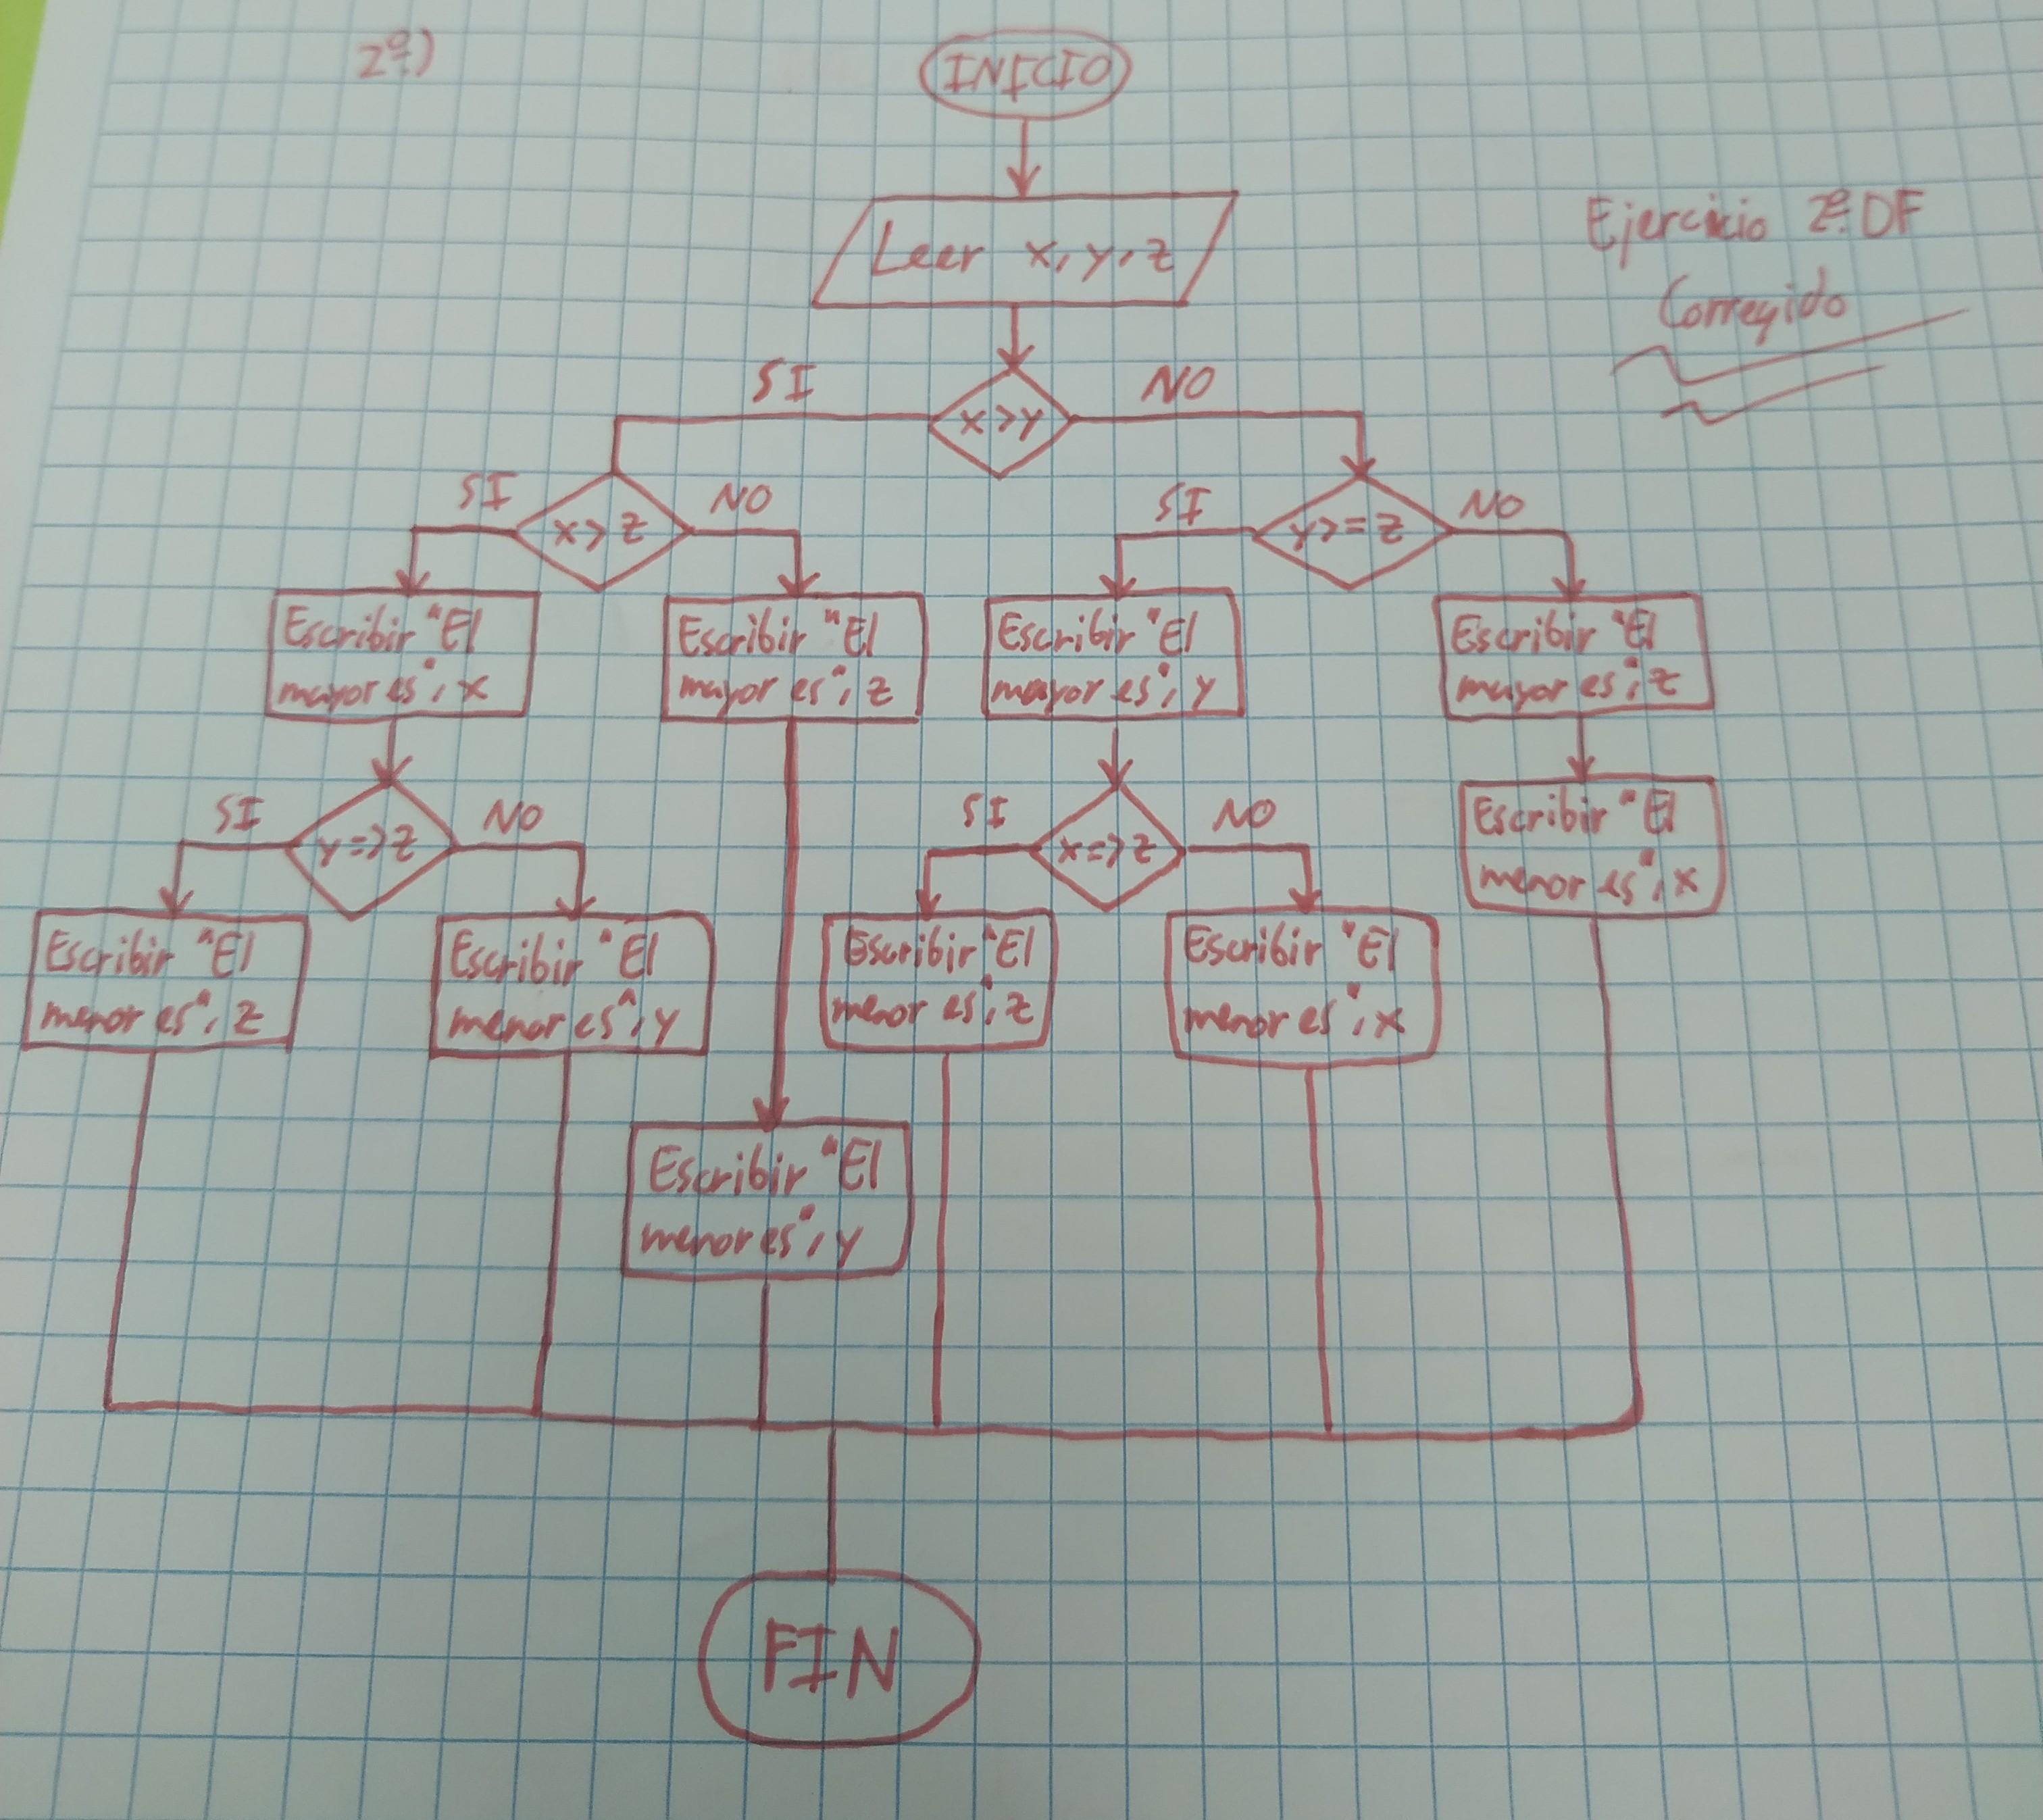 2º)
INICIO
Leer x, y, z
Ejercicio 2º DF
Corregido
SI
NO
x>y
SI
NO
x>z
SI
NO
y>=z
Escribir "El
mayor es", x
Escribir "El
mayor es", z
Escribir "El
mayor es", y
Escribir "El
mayor es", z
SI
NO
y=>z
SI
NO
x=>z
Escribir "El
menor es", x
Escribir "El
menor es", z
Escribir "El
menor es", y
Escribir "El
menor es", z
Escribir "El
menor es", x
Escribir "El
menor es", y
FIN